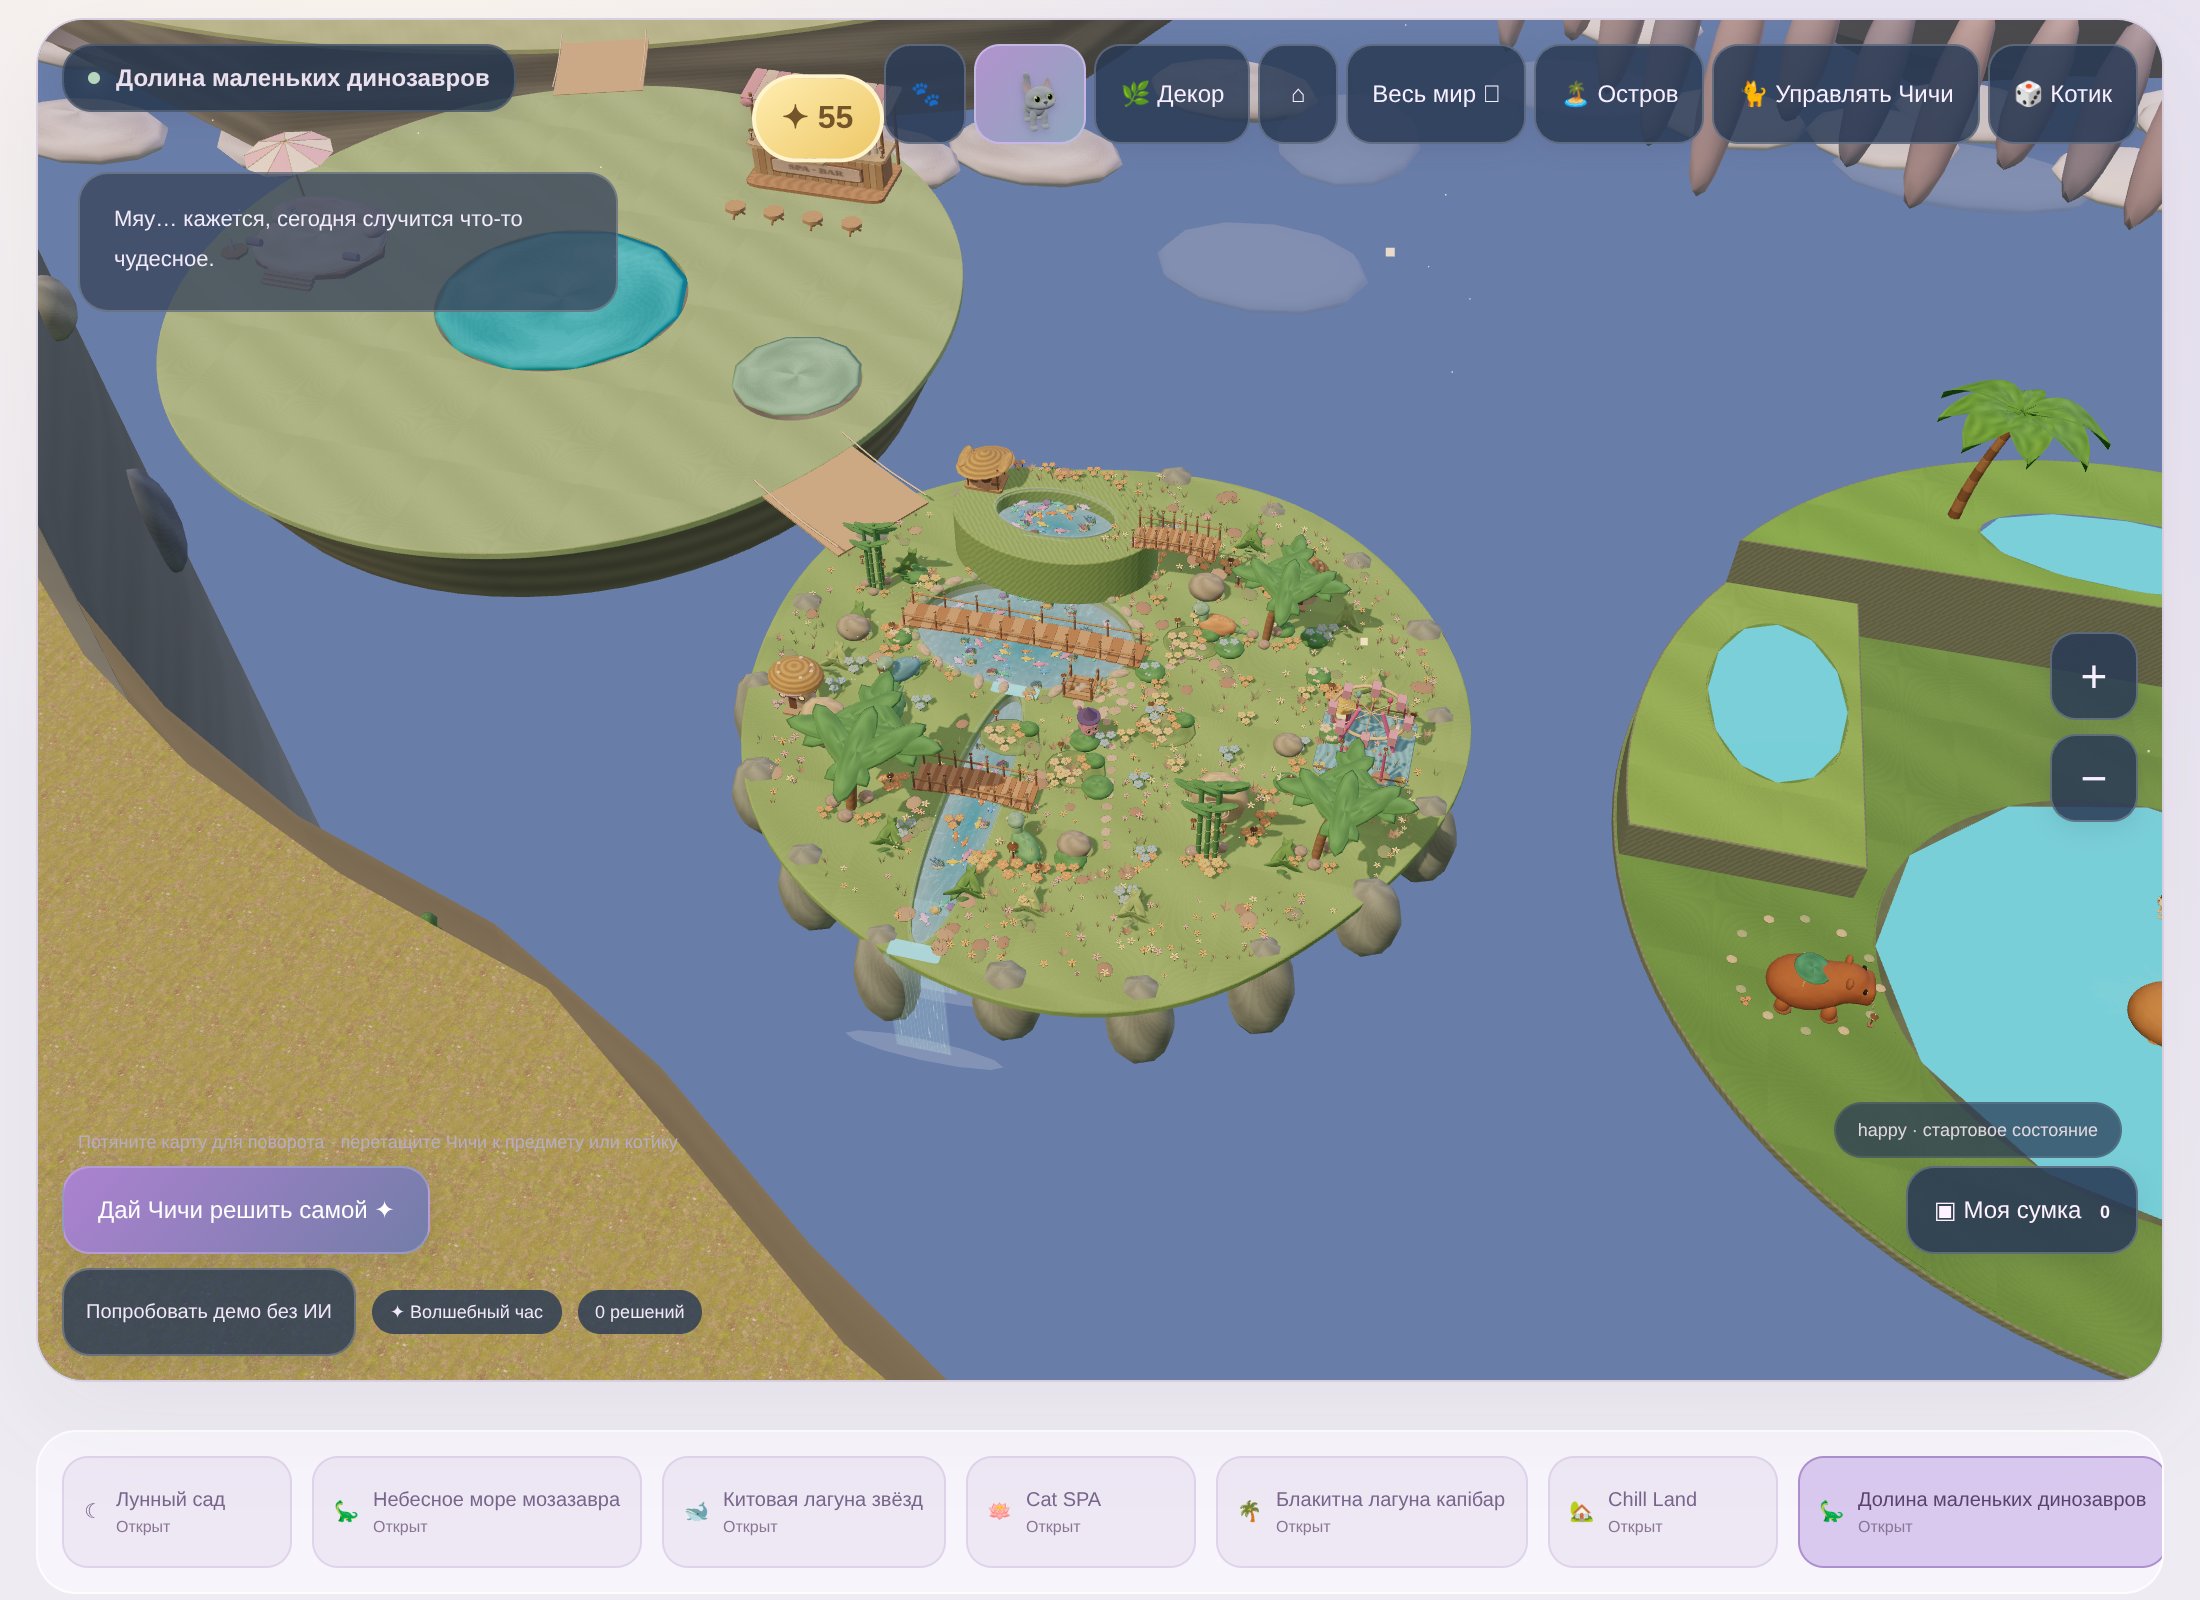 Долина маленьких динозавров
✦ 55
🌿 Декор
⌂
Весь мир
🏝️ Остров
🐈 Управлять Чичи
🎲 Котик
SPA - BAR
Мяу… кажется, сегодня случится что-то
чудесное.
+
−
Потяните карту для поворота · перетащите Чичи к предмету или котику
happy · стартовое состояние
Дай Чичи решить самой ✦
▣ Моя сумка 0
Попробовать демо без ИИ
✦ Волшебный час
0 решений
Лунный сад
Открыт
Небесное море мозазавра
Открыт
Китовая лагуна звёзд
Открыт
Cat SPA
Открыт
Блакитна лагуна капібар
Открыт
Chill Land
Открыт
Долина маленьких динозавров
Открыт